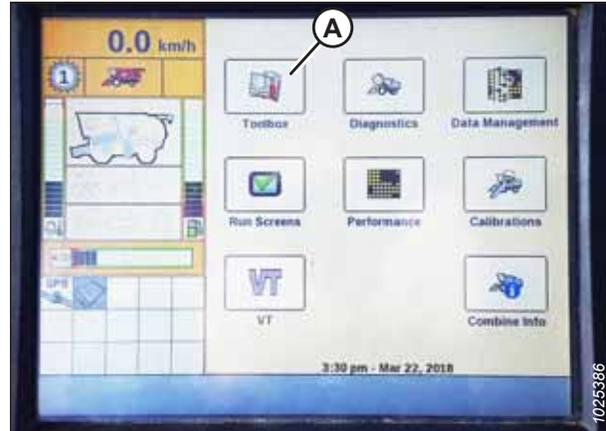 A
0.0 km/h
1
Toolbox
Diagnostics
Data Management
Run Screens
Performance
Calibrations
GPS
VT
VT
Combine Info
3:30 pm - Mar 22, 2018
1025386